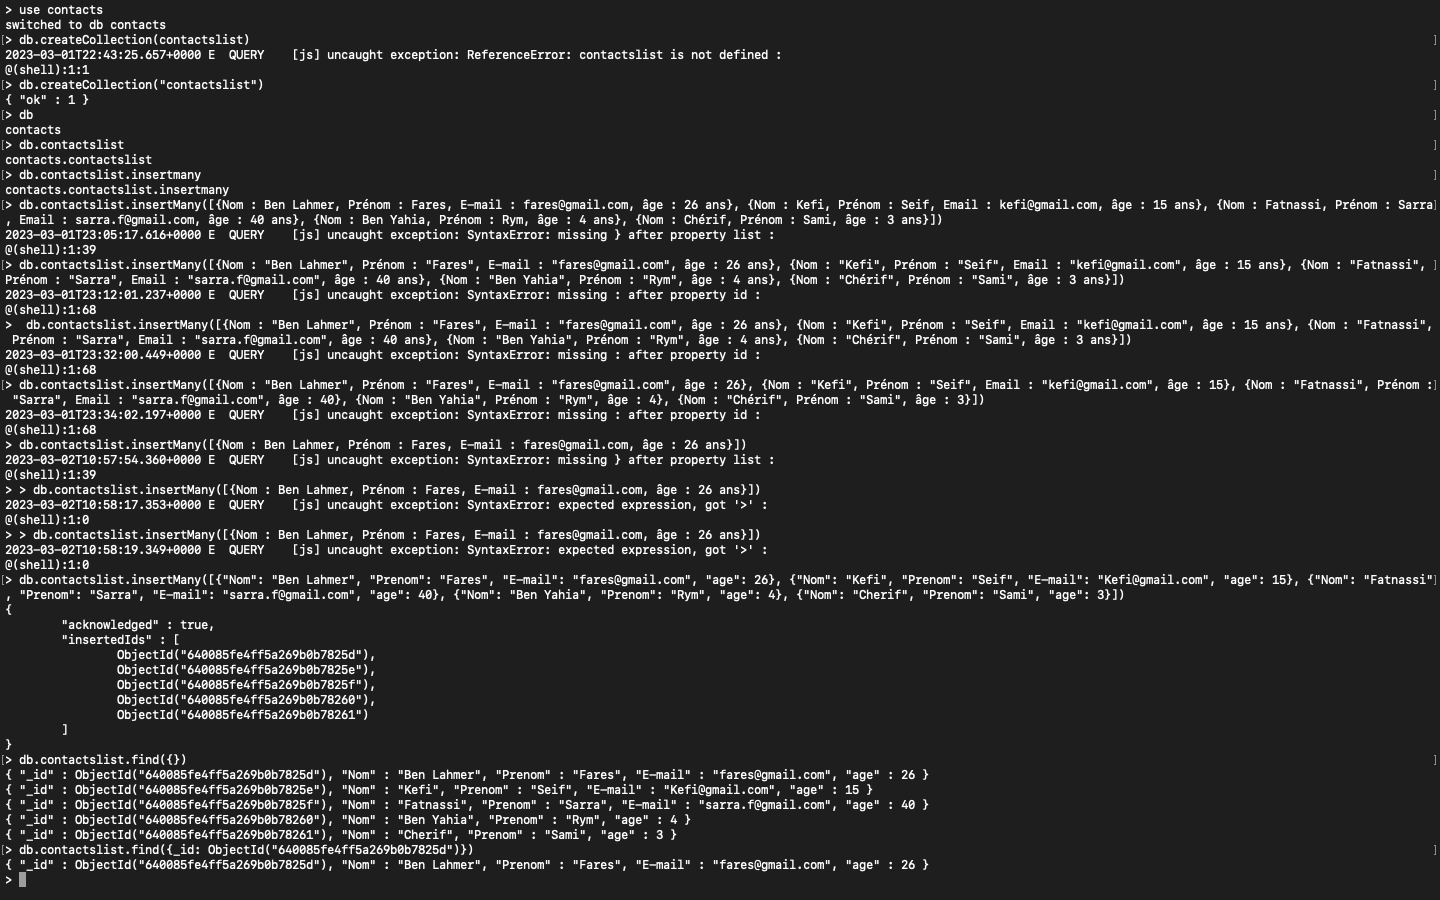 > use contacts
switched to db contacts
[> db.createCollection(contactslist) ]
2023-03-01T22:43:25.657+0000 E  QUERY    [js] uncaught exception: ReferenceError: contactslist is not defined :
@(shell):1:1
[> db.createCollection("contactslist") ]
{ "ok" : 1 }
[> db ]
contacts
[> db.contactslist ]
contacts.contactslist
[> db.contactslist.insertmany ]
contacts.contactslist.insertmany
[> db.contactslist.insertMany([{Nom : Ben Lahmer, Prénom : Fares, E-mail : fares@gmail.com, âge : 26 ans}, {Nom : Kefi, Prénom : Seif, Email : kefi@gmail.com, âge : 15 ans}, {Nom : Fatnassi, Prénom : Sarra]
, Email : sarra.f@gmail.com, âge : 40 ans}, {Nom : Ben Yahia, Prénom : Rym, âge : 4 ans}, {Nom : Chérif, Prénom : Sami, âge : 3 ans}])
2023-03-01T23:05:17.616+0000 E  QUERY    [js] uncaught exception: SyntaxError: missing } after property list :
@(shell):1:39
[> db.contactslist.insertMany([{Nom : "Ben Lahmer", Prénom : "Fares", E-mail : "fares@gmail.com", âge : 26 ans}, {Nom : "Kefi", Prénom : "Seif", Email : "kefi@gmail.com", âge : 15 ans}, {Nom : "Fatnassi", ]
Prénom : "Sarra", Email : "sarra.f@gmail.com", âge : 40 ans}, {Nom : "Ben Yahia", Prénom : "Rym", âge : 4 ans}, {Nom : "Chérif", Prénom : "Sami", âge : 3 ans}])
2023-03-01T23:12:01.237+0000 E  QUERY    [js] uncaught exception: SyntaxError: missing : after property id :
@(shell):1:68
>  db.contactslist.insertMany([{Nom : "Ben Lahmer", Prénom : "Fares", E-mail : "fares@gmail.com", âge : 26 ans}, {Nom : "Kefi", Prénom : "Seif", Email : "kefi@gmail.com", âge : 15 ans}, {Nom : "Fatnassi",
 Prénom : "Sarra", Email : "sarra.f@gmail.com", âge : 40 ans}, {Nom : "Ben Yahia", Prénom : "Rym", âge : 4 ans}, {Nom : "Chérif", Prénom : "Sami", âge : 3 ans}])
2023-03-01T23:32:00.449+0000 E  QUERY    [js] uncaught exception: SyntaxError: missing : after property id :
@(shell):1:68
[> db.contactslist.insertMany([{Nom : "Ben Lahmer", Prénom : "Fares", E-mail : "fares@gmail.com", âge : 26}, {Nom : "Kefi", Prénom : "Seif", Email : "kefi@gmail.com", âge : 15}, {Nom : "Fatnassi", Prénom :]
 "Sarra", Email : "sarra.f@gmail.com", âge : 40}, {Nom : "Ben Yahia", Prénom : "Rym", âge : 4}, {Nom : "Chérif", Prénom : "Sami", âge : 3}])
2023-03-01T23:34:02.197+0000 E  QUERY    [js] uncaught exception: SyntaxError: missing : after property id :
@(shell):1:68
> db.contactslist.insertMany([{Nom : Ben Lahmer, Prénom : Fares, E-mail : fares@gmail.com, âge : 26 ans}])
2023-03-02T10:57:54.360+0000 E  QUERY    [js] uncaught exception: SyntaxError: missing } after property list :
@(shell):1:39
> > db.contactslist.insertMany([{Nom : Ben Lahmer, Prénom : Fares, E-mail : fares@gmail.com, âge : 26 ans}])
2023-03-02T10:58:17.353+0000 E  QUERY    [js] uncaught exception: SyntaxError: expected expression, got '>' :
@(shell):1:0
> > db.contactslist.insertMany([{Nom : Ben Lahmer, Prénom : Fares, E-mail : fares@gmail.com, âge : 26 ans}])
2023-03-02T10:58:19.349+0000 E  QUERY    [js] uncaught exception: SyntaxError: expected expression, got '>' :
@(shell):1:0
[> db.contactslist.insertMany([{"Nom": "Ben Lahmer", "Prenom": "Fares", "E-mail": "fares@gmail.com", "age": 26}, {"Nom": "Kefi", "Prenom": "Seif", "E-mail": "Kefi@gmail.com", "age": 15}, {"Nom": "Fatnassi"]
, "Prenom": "Sarra", "E-mail": "sarra.f@gmail.com", "age": 40}, {"Nom": "Ben Yahia", "Prenom": "Rym", "age": 4}, {"Nom": "Cherif", "Prenom": "Sami", "age": 3}])
{
        "acknowledged" : true,
        "insertedIds" : [
                ObjectId("640085fe4ff5a269b0b7825d"),
                ObjectId("640085fe4ff5a269b0b7825e"),
                ObjectId("640085fe4ff5a269b0b7825f"),
                ObjectId("640085fe4ff5a269b0b78260"),
                ObjectId("640085fe4ff5a269b0b78261")
        ]
}
[> db.contactslist.find({}) ]
{ "_id" : ObjectId("640085fe4ff5a269b0b7825d"), "Nom" : "Ben Lahmer", "Prenom" : "Fares", "E-mail" : "fares@gmail.com", "age" : 26 }
{ "_id" : ObjectId("640085fe4ff5a269b0b7825e"), "Nom" : "Kefi", "Prenom" : "Seif", "E-mail" : "Kefi@gmail.com", "age" : 15 }
{ "_id" : ObjectId("640085fe4ff5a269b0b7825f"), "Nom" : "Fatnassi", "Prenom" : "Sarra", "E-mail" : "sarra.f@gmail.com", "age" : 40 }
{ "_id" : ObjectId("640085fe4ff5a269b0b78260"), "Nom" : "Ben Yahia", "Prenom" : "Rym", "age" : 4 }
{ "_id" : ObjectId("640085fe4ff5a269b0b78261"), "Nom" : "Cherif", "Prenom" : "Sami", "age" : 3 }
[> db.contactslist.find({_id: ObjectId("640085fe4ff5a269b0b7825d")}) ]
{ "_id" : ObjectId("640085fe4ff5a269b0b7825d"), "Nom" : "Ben Lahmer", "Prenom" : "Fares", "E-mail" : "fares@gmail.com", "age" : 26 }
>